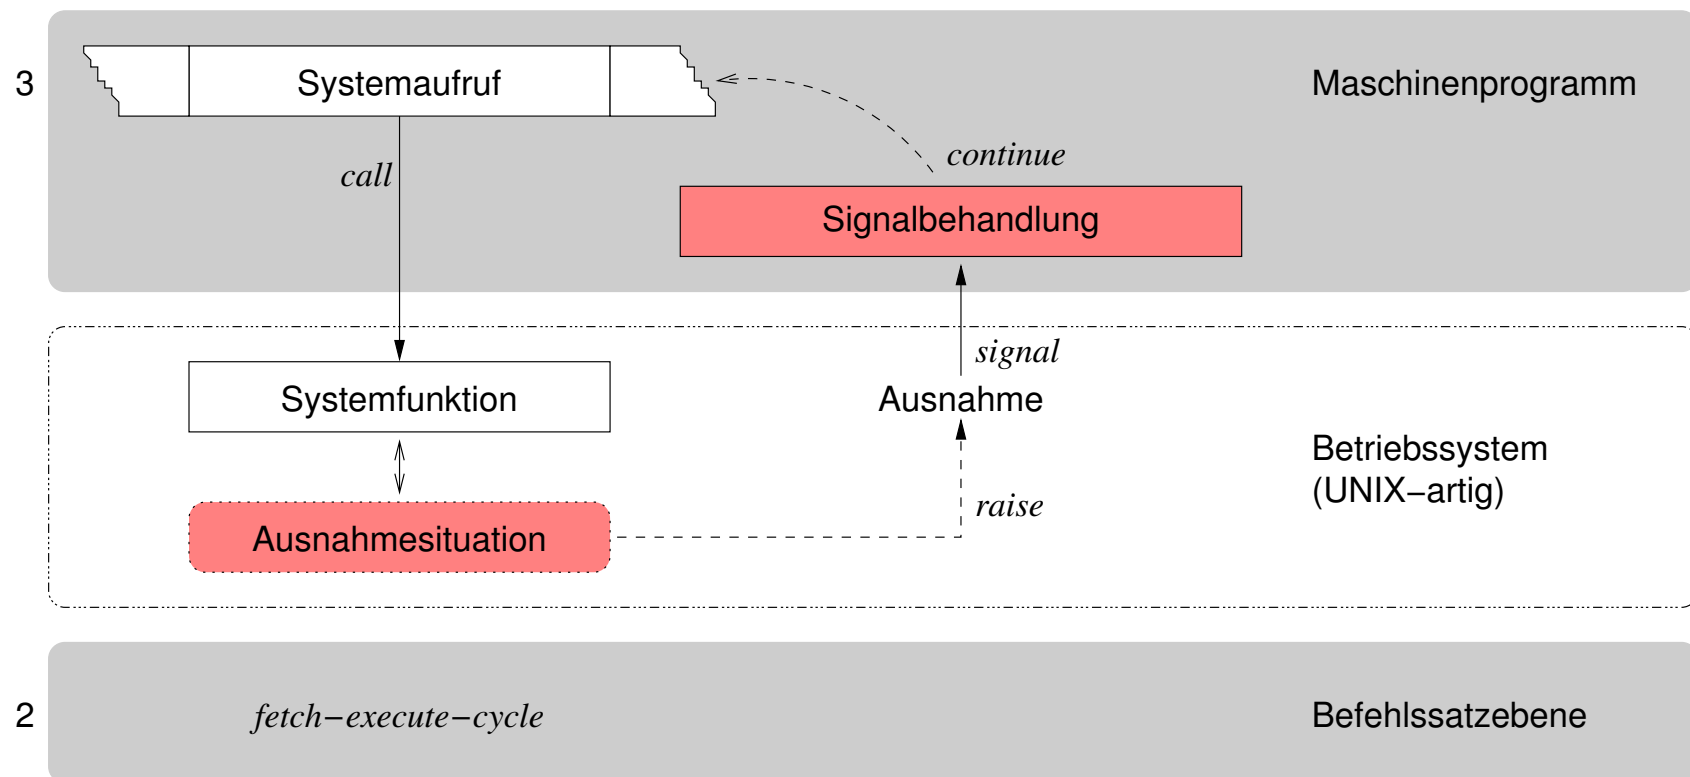 3
Systemaufruf
Maschinenprogramm
call
continue
Signalbehandlung
signal
Systemfunktion
Ausnahme
Betriebssystem
(UNIX−artig)
raise
Ausnahmesituation
2
fetch−execute−cycle
Befehlssatzebene